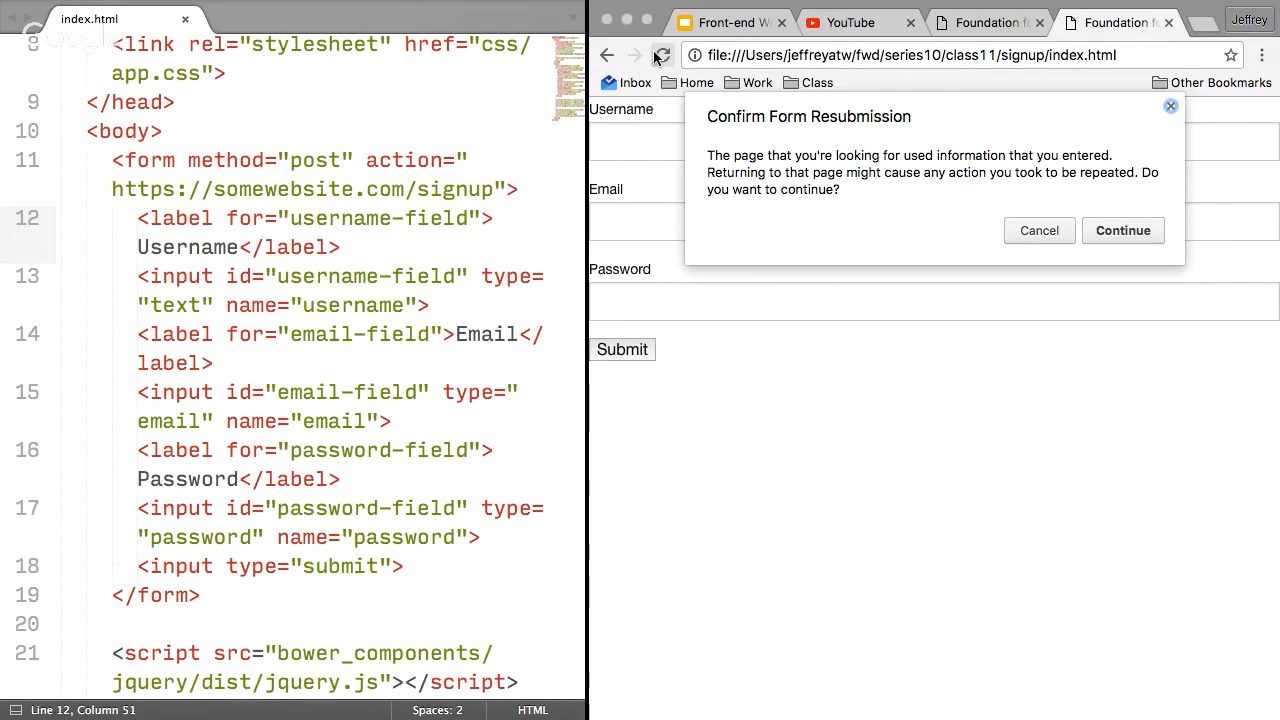 index.html
8 <link rel="stylesheet" href="css/
app.css">
9 </head>
10 <body>
11 <form method="post" action="
https://somewebsite.com/signup">
12 <label for="username-field">
Username</label>
13 <input id="username-field" type=
"text" name="username">
14 <label for="email-field">Email</
label>
15 <input id="email-field" type="
email" name="email">
16 <label for="password-field">
Password</label>
17 <input id="password-field" type=
"password" name="password">
18 <input type="submit">
19 </form>
20
21 <script src="bower_components/
jquery/dist/jquery.js"></script>
Line 12, Column 51 Spaces: 2 HTML
Front-end W YouTube Foundation f Foundation f Jeffrey
file:///Users/jeffreyatw/fwd/series10/class11/signup/index.html
Inbox Home Work Class Other Bookmarks
Username
Confirm Form Resubmission
The page that you're looking for used information that you entered.
Returning to that page might cause any action you took to be repeated. Do
you want to continue?
Cancel Continue
Email
Password
Submit